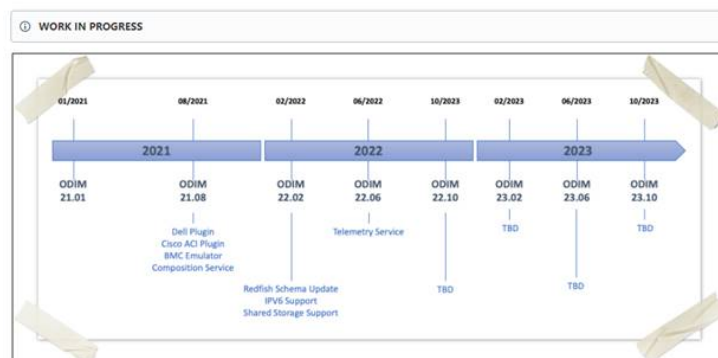 WORK IN PROGRESS
01/2021 08/2021 02/2022 06/2022 10/2023 02/2023 06/2023 10/2023
2021 2022 2023
ODIM ODIM ODIM ODIM ODIM ODIM ODIM ODIM
21.01 21.08 22.02 22.06 22.10 23.02 23.06 23.10
Dell Plugin
Cisco ACI Plugin
BMC Emulator
Composition Service
Redfish Schema Update
IPV6 Support
Shared Storage Support
Telemetry Service
TBD
TBD
TBD
TBD